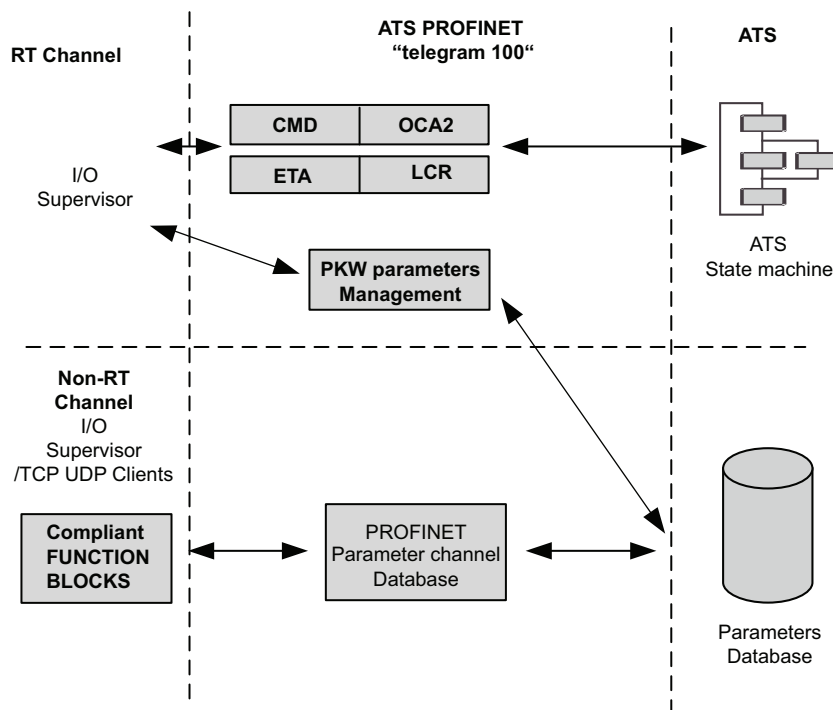 RT Channel
ATS PROFINET
“telegram 100“
ATS
CMD
OCA2
ETA
LCR
I/O
Supervisor
PKW parameters
Management
ATS
State machine
Non-RT
Channel
I/O
Supervisor
/TCP UDP Clients
Compliant
FUNCTION
BLOCKS
PROFINET
Parameter channel
Database
Parameters
Database